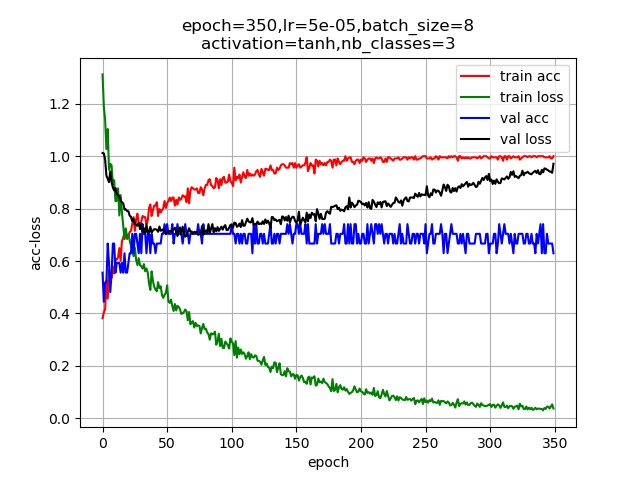 epoch=350,lr=5e-05,batch_size=8
activation=tanh,nb_classes=3
train acc
train loss
val acc
val loss
acc-loss
1.2
1.0
0.8
0.6
0.4
0.2
0.0
0 50 100 150 200 250 300 350
epoch